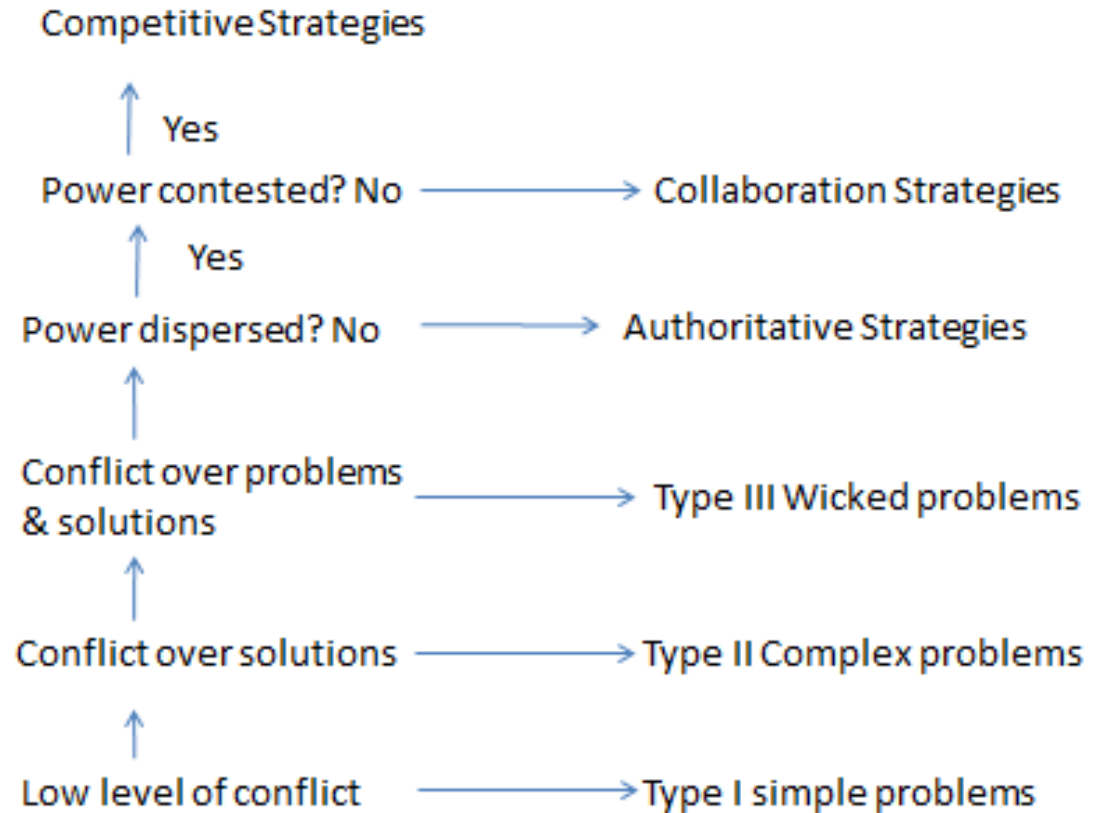 Competitive Strategies
Yes
Power contested? No
Collaboration Strategies
Yes
Power dispersed? No
Authoritative Strategies
Conflict over problems
& solutions
Type III Wicked problems
Conflict over solutions
Type II Complex problems
Low level of conflict
Type I simple problems